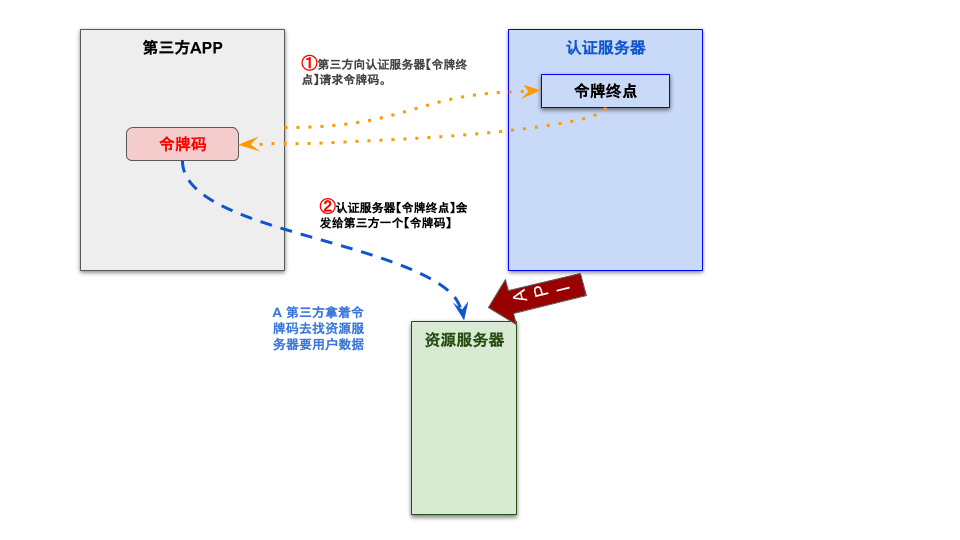 第三方APP
认证服务器
①第三方向认证服务器【令牌终
点】请求令牌码。
令牌终点
令牌码
②认证服务器【令牌终点】会
发给第三方一个【令牌码】
API
A 第三方拿着令
牌码去找资源服
务器要用户数据
资源服务器